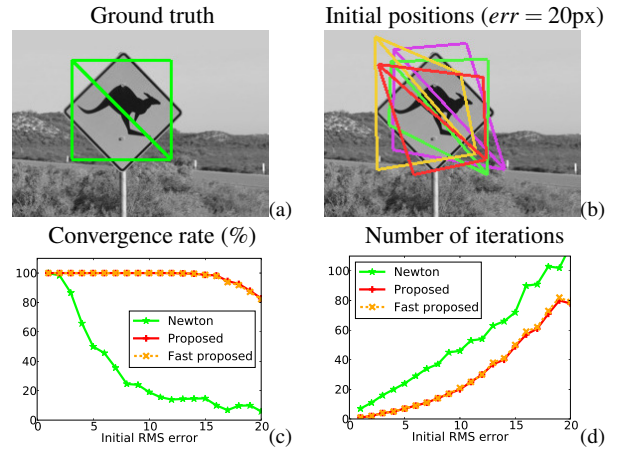 Ground truth
Initial positions (err = 20px)
(a)
(b)
Convergence rate (%)
Number of iterations
100
80
60
40
20
0
0
5
10
15
20
Newton
Proposed
Fast proposed
Initial RMS error
(c)
100
80
60
40
20
0
0
5
10
15
20
Newton
Proposed
Fast proposed
Initial RMS error
(d)